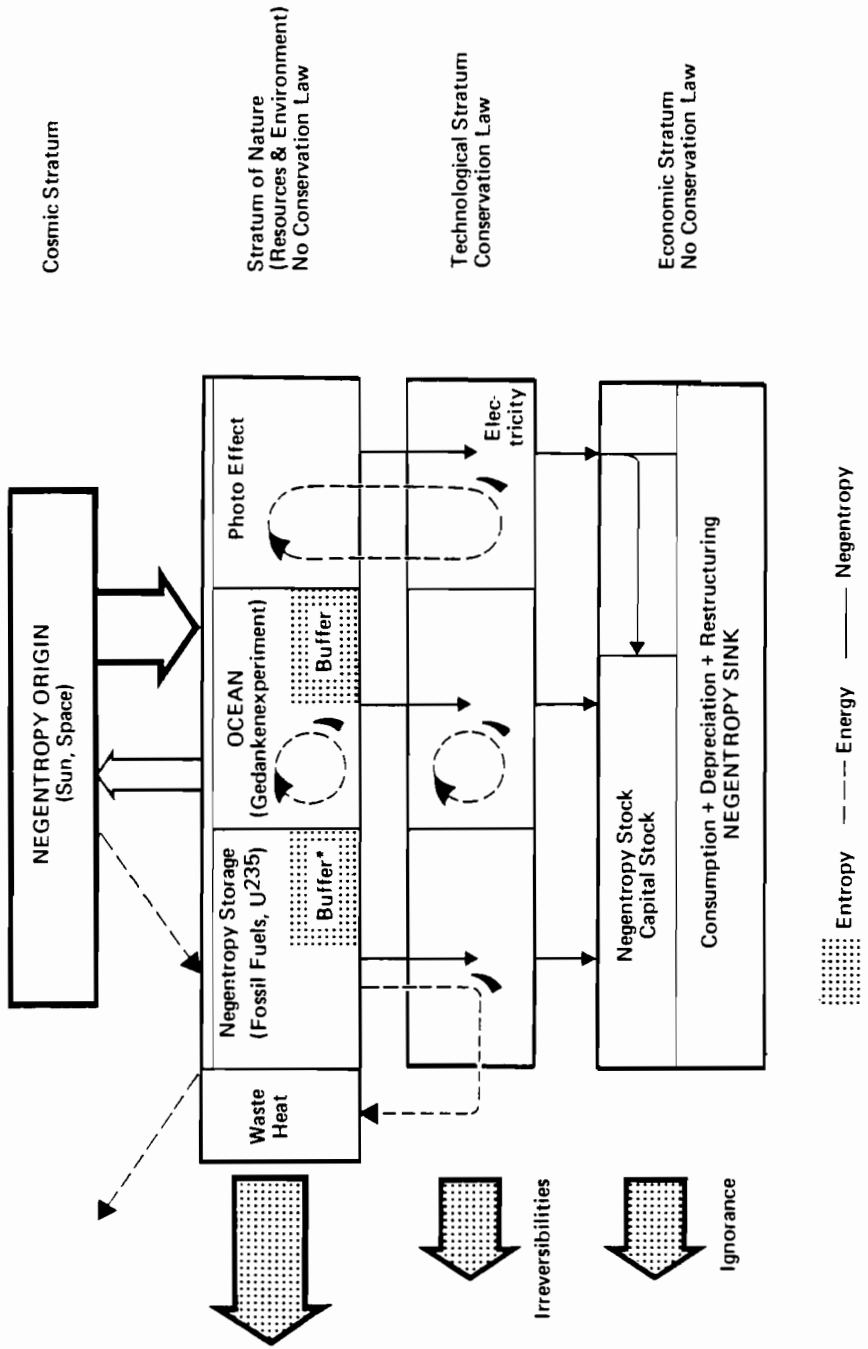 Cosmic Stratum
NEGENTROPY ORIGIN
(Sun, Space)
Stratum of Nature
(Resources & Environment)
No Conservation Law
Waste
Heat
Negentropy Storage
(Fossil Fuels, U235)
Buffer*
OCEAN
(Gedankenexperiment)
Buffer
Photo Effect
Technological Stratum
Conservation Law
Elec-
tricity
Irreversibilities
Economic Stratum
No Conservation Law
Negentropy Stock
Capital Stock
Consumption + Depreciation + Restructuring
NEGENTROPY SINK
Ignorance
Entropy
Energy
Negentropy